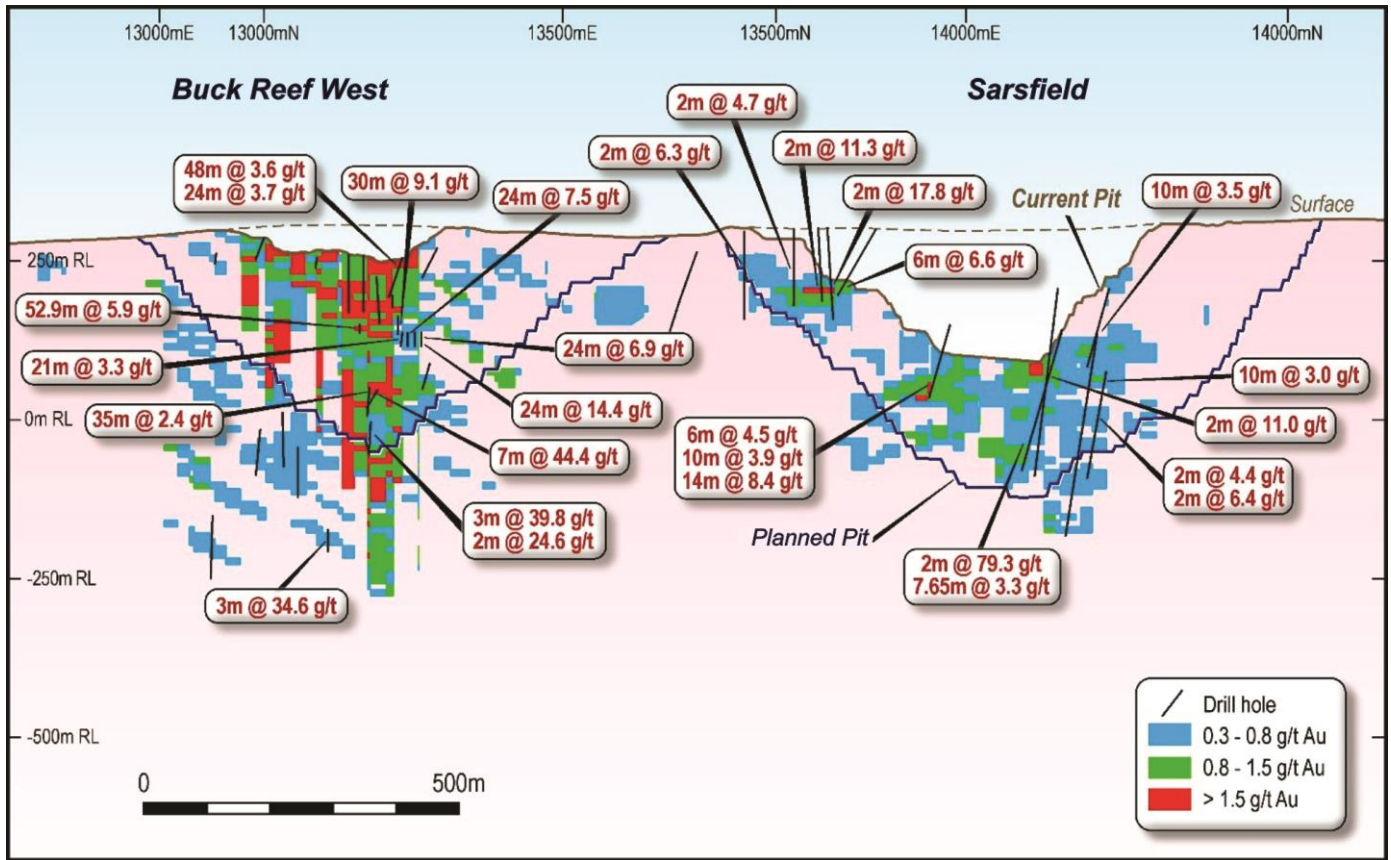 13000mE
13000mN
13500mE
13500mN
14000mE
14000mN
Buck Reef West
Sarsfield
2m @ 4.7 g/t
2m @ 6.3 g/t
2m @ 11.3 g/t
48m @ 3.6 g/t
24m @ 3.7 g/t
30m @ 9.1 g/t
24m @ 7.5 g/t
2m @ 17.8 g/t
Current Pit
10m @ 3.5 g/t
Surface
250m RL
6m @ 6.6 g/t
52.9m @ 5.9 g/t
24m @ 6.9 g/t
21m @ 3.3 g/t
10m @ 3.0 g/t
24m @ 14.4 g/t
0m RL
35m @ 2.4 g/t
2m @ 11.0 g/t
7m @ 44.4 g/t
6m @ 4.5 g/t
10m @ 3.9 g/t
14m @ 8.4 g/t
2m @ 4.4 g/t
2m @ 6.4 g/t
3m @ 39.8 g/t
2m @ 24.6 g/t
Planned Pit
2m @ 79.3 g/t
7.65m @ 3.3 g/t
-250m RL
3m @ 34.6 g/t
Drill hole
0.3 - 0.8 g/t Au
0.8 - 1.5 g/t Au
> 1.5 g/t Au
-500m RL
0
500m